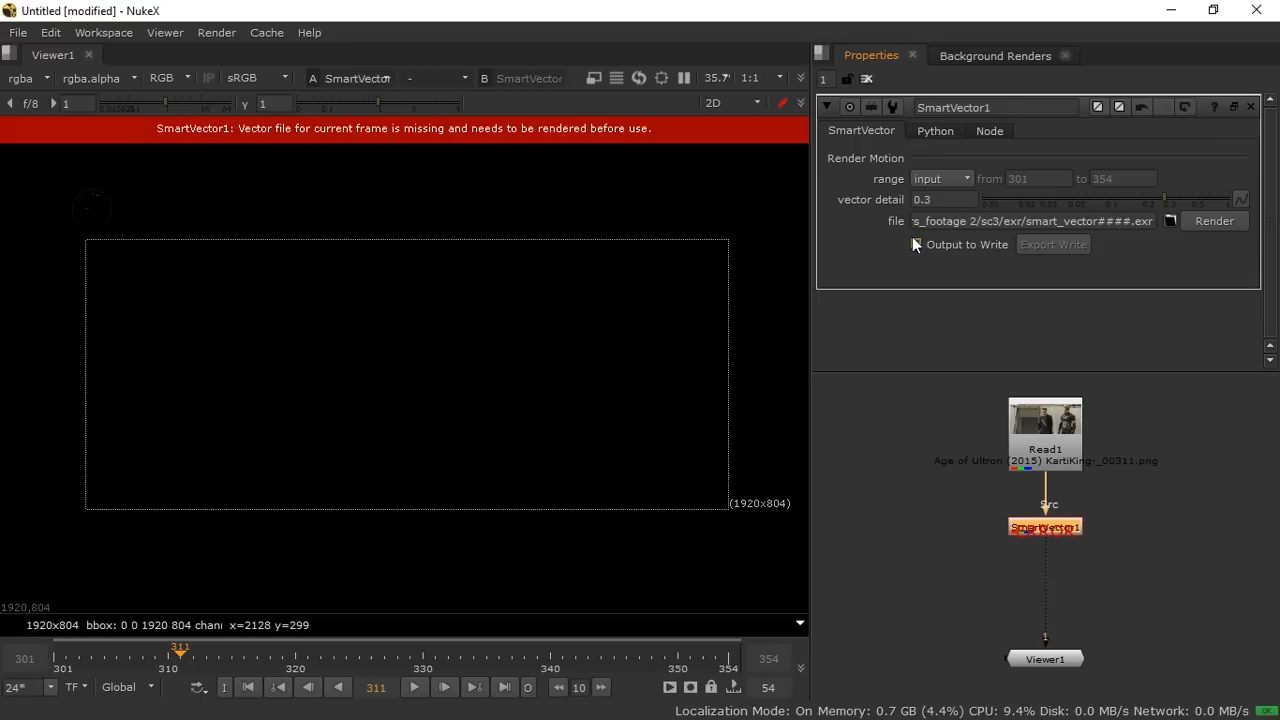 Untitled [modified] - NukeX
File Edit Workspace Viewer Render Cache Help
Viewer1
Properties Background Renders
rgba rgba.alpha RGB IP sRGB A SmartVector - B SmartVector 35.7 1:1
1
f/8 1 γ 1 2D
SmartVector1
SmartVector1: Vector file for current frame is missing and needs to be rendered before use.
SmartVector Python Node
Render Motion
range input from 301 to 354
vector detail 0.3
file rs_footage 2/sc3/exr/smart_vector####.exr Render
Output to Write Export Write
Read1
Age of Ultron (2015) KartiKing-_00311.png
Src
SmartVector1
(1920x804)
1920,804
1920x804 bbox: 0 0 1920 804 chan x=2128 y=299
1
Viewer1
311
301 301 310 320 330 340 350 354 354
24* TF Global I 311 O 10 54
Localization Mode: On Memory: 0.7 GB (4.4%) CPU: 9.4% Disk: 0.0 MB/s Network: 0.0 MB/s OK